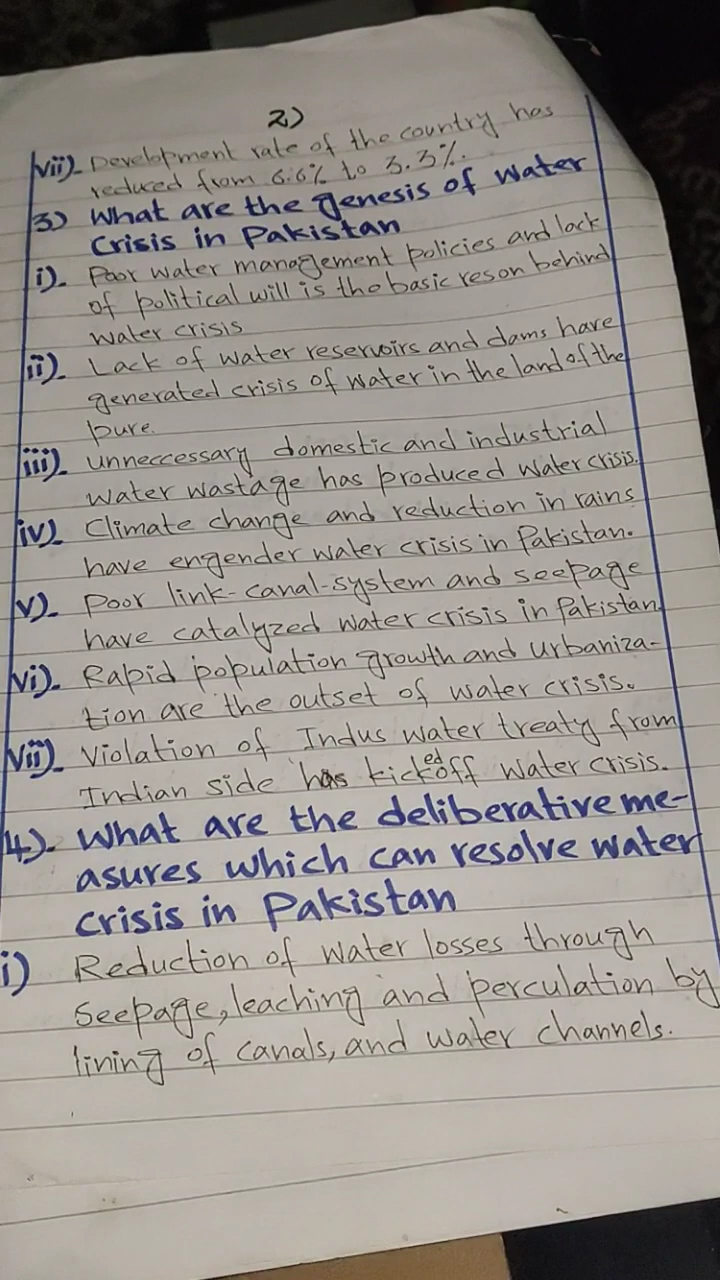 2)
vii)- Development rate of the country has
reduced from 6.6% to 3.3%.
3) What are the genesis of water
Crisis in Pakistan
i)- Poor water management policies and lack
of political will is the basic reson behind
water crisis
ii)- Lack of water reservoirs and dams have
generated crisis of water in the land of the
pure.
iii)- unneccessary domestic and industrial
water wastage has produced water crisis.
iv)- Climate change and reduction in rains
have engender water crisis in Pakistan.
v)- Poor link-canal-system and seepage
have catalyzed water crisis in Pakistan.
vi)- Rapid population growth and urbaniza-
tion are the outset of water crisis.
vii)- Violation of Indus water treaty from
Indian side has kickedoff water crisis.
4)- What are the deliberative me-
asures which can resolve water
crisis in Pakistan
i) Reduction of water losses through
seepage, leaching and perculation by
lining of canals, and water channels.